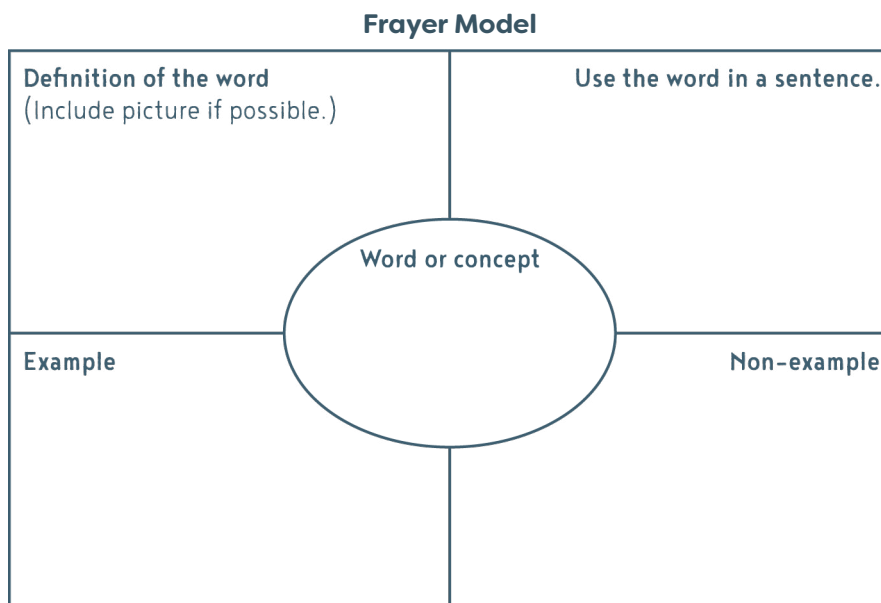 Frayer Model
Definition of the word
(Include picture if possible.)
Use the word in a sentence.
Word or concept
Example
Non-example